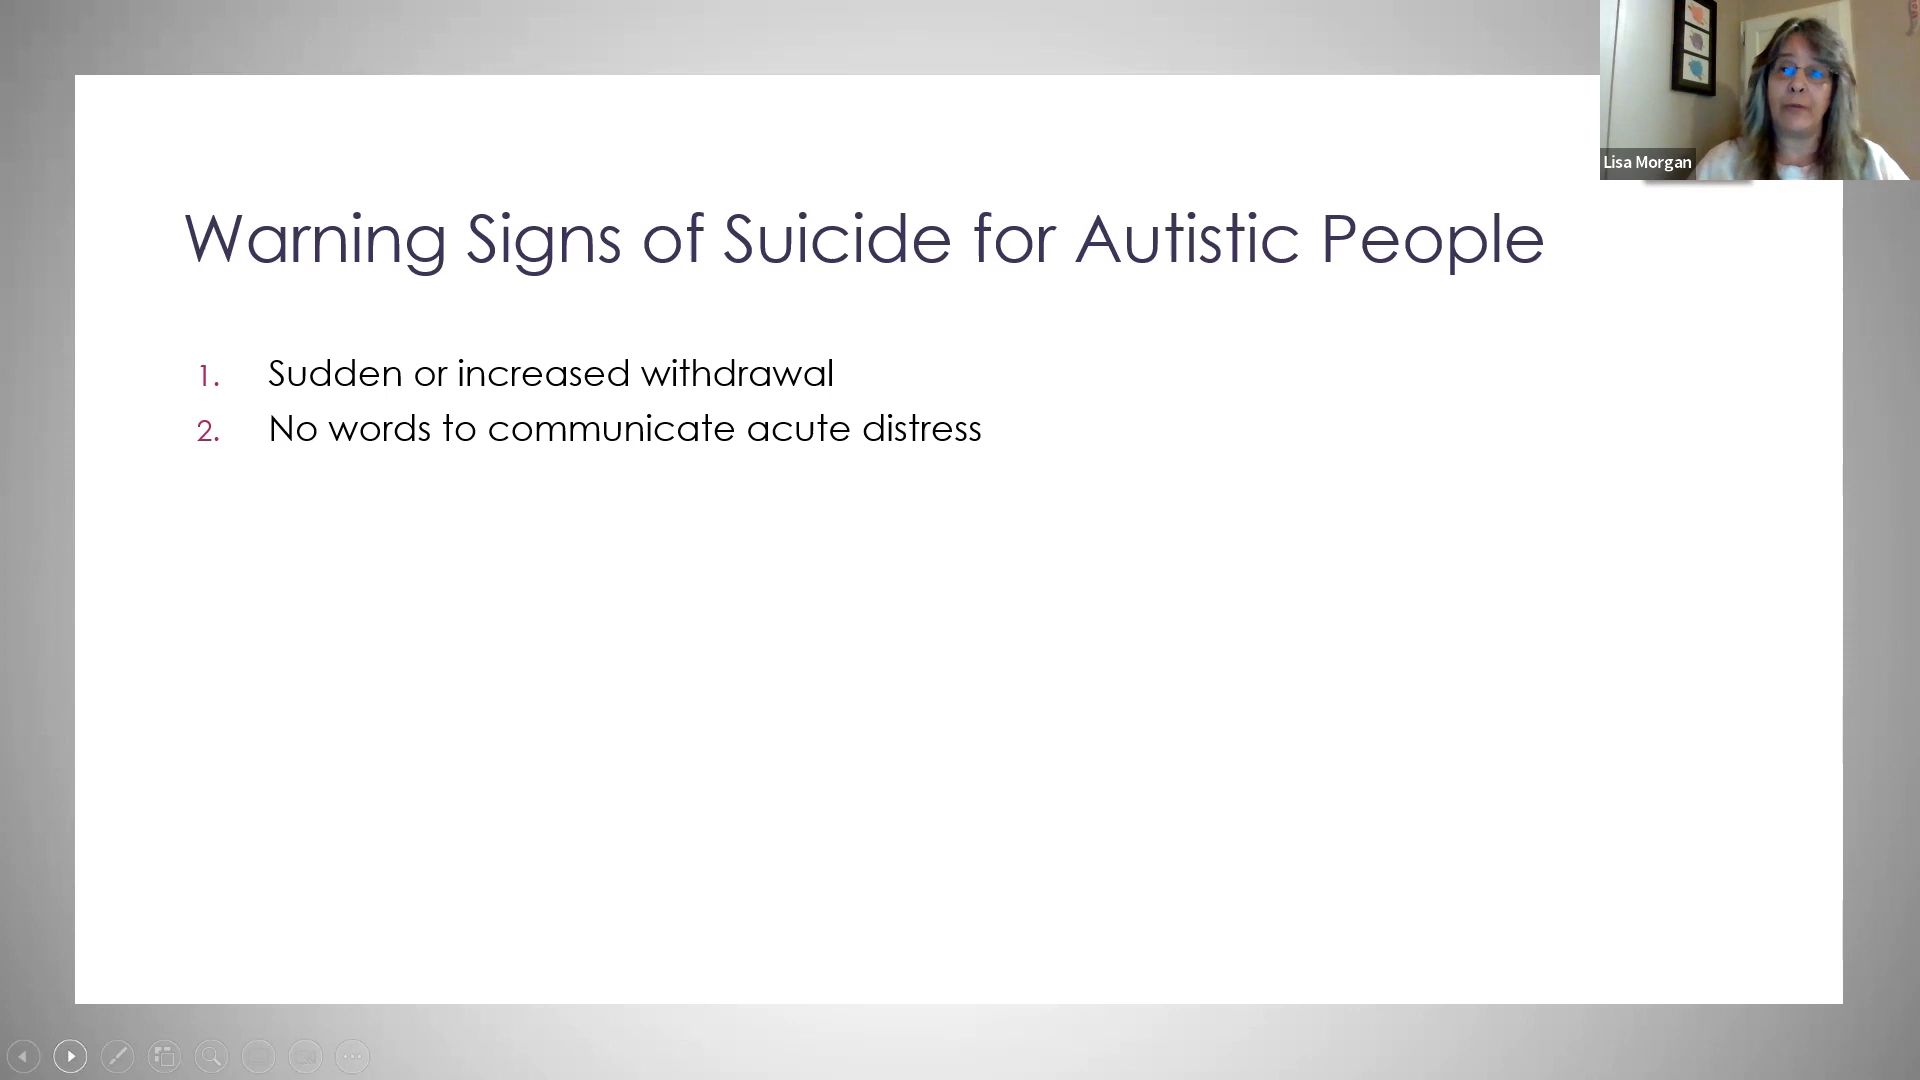 Lisa Morgan
Warning Signs of Suicide for Autistic People
1. Sudden or increased withdrawal
2. No words to communicate acute distress